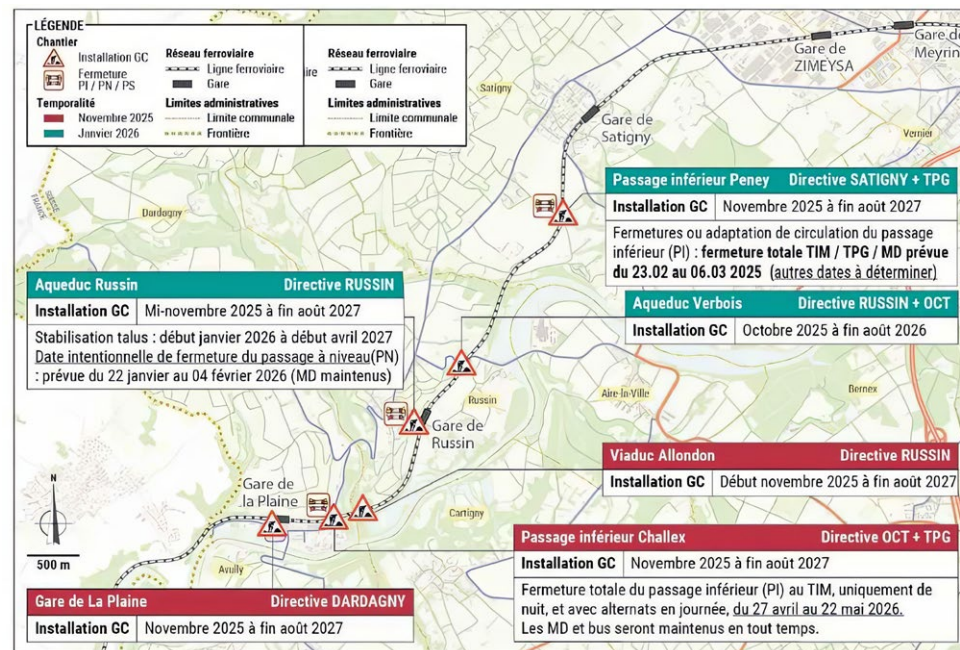 LÉGENDE
Chantier
Installation GC
Fermeture
PI / PN / PS
Temporalité
Novembre 2025
Janvier 2026
Réseau ferroviaire
Ligne ferroviaire
Gare
Limites administratives
Limite communale
Frontière
ire
Réseau ferroviaire
Ligne ferroviaire
Gare
Limites administratives
Limite communale
Frontière
Gare de
ZIMEYSA
Gare de
Meyrin
Satigny
Gare de
Satigny
Vernier
SUISSE
FRANCE
Dardagny
Passage inférieur Peney Directive SATIGNY + TPG
Installation GC Novembre 2025 à fin août 2027
Fermetures ou adaptation de circulation du passage
inférieur (PI) : fermeture totale TIM / TPG / MD prévue
du 23.02 au 06.03 2025 (autres dates à déterminer)
Aqueduc Russin Directive RUSSIN
Installation GC Mi-novembre 2025 à fin août 2027
Stabilisation talus : début janvier 2026 à début avril 2027
Date intentionnelle de fermeture du passage à niveau(PN)
: prévue du 22 janvier au 04 février 2026 (MD maintenus)
Aqueduc Verbois Directive RUSSIN + OCT
Installation GC Octobre 2025 à fin août 2026
Russin
Aire-la-Ville
Bernex
Gare de
Russin
Viaduc Allondon Directive RUSSIN
Installation GC Début novembre 2025 à fin août 2027
Gare de
la Plaine
Cartigny
N
500 m
Avully
Passage inférieur Challex Directive OCT + TPG
Installation GC Novembre 2025 à fin août 2027
Fermeture totale du passage inférieur (PI) au TIM, uniquement de
nuit, et avec alternats en journée, du 27 avril au 22 mai 2026.
Les MD et bus seront maintenus en tout temps.
Gare de La Plaine Directive DARDAGNY
Installation GC Novembre 2025 à fin août 2027